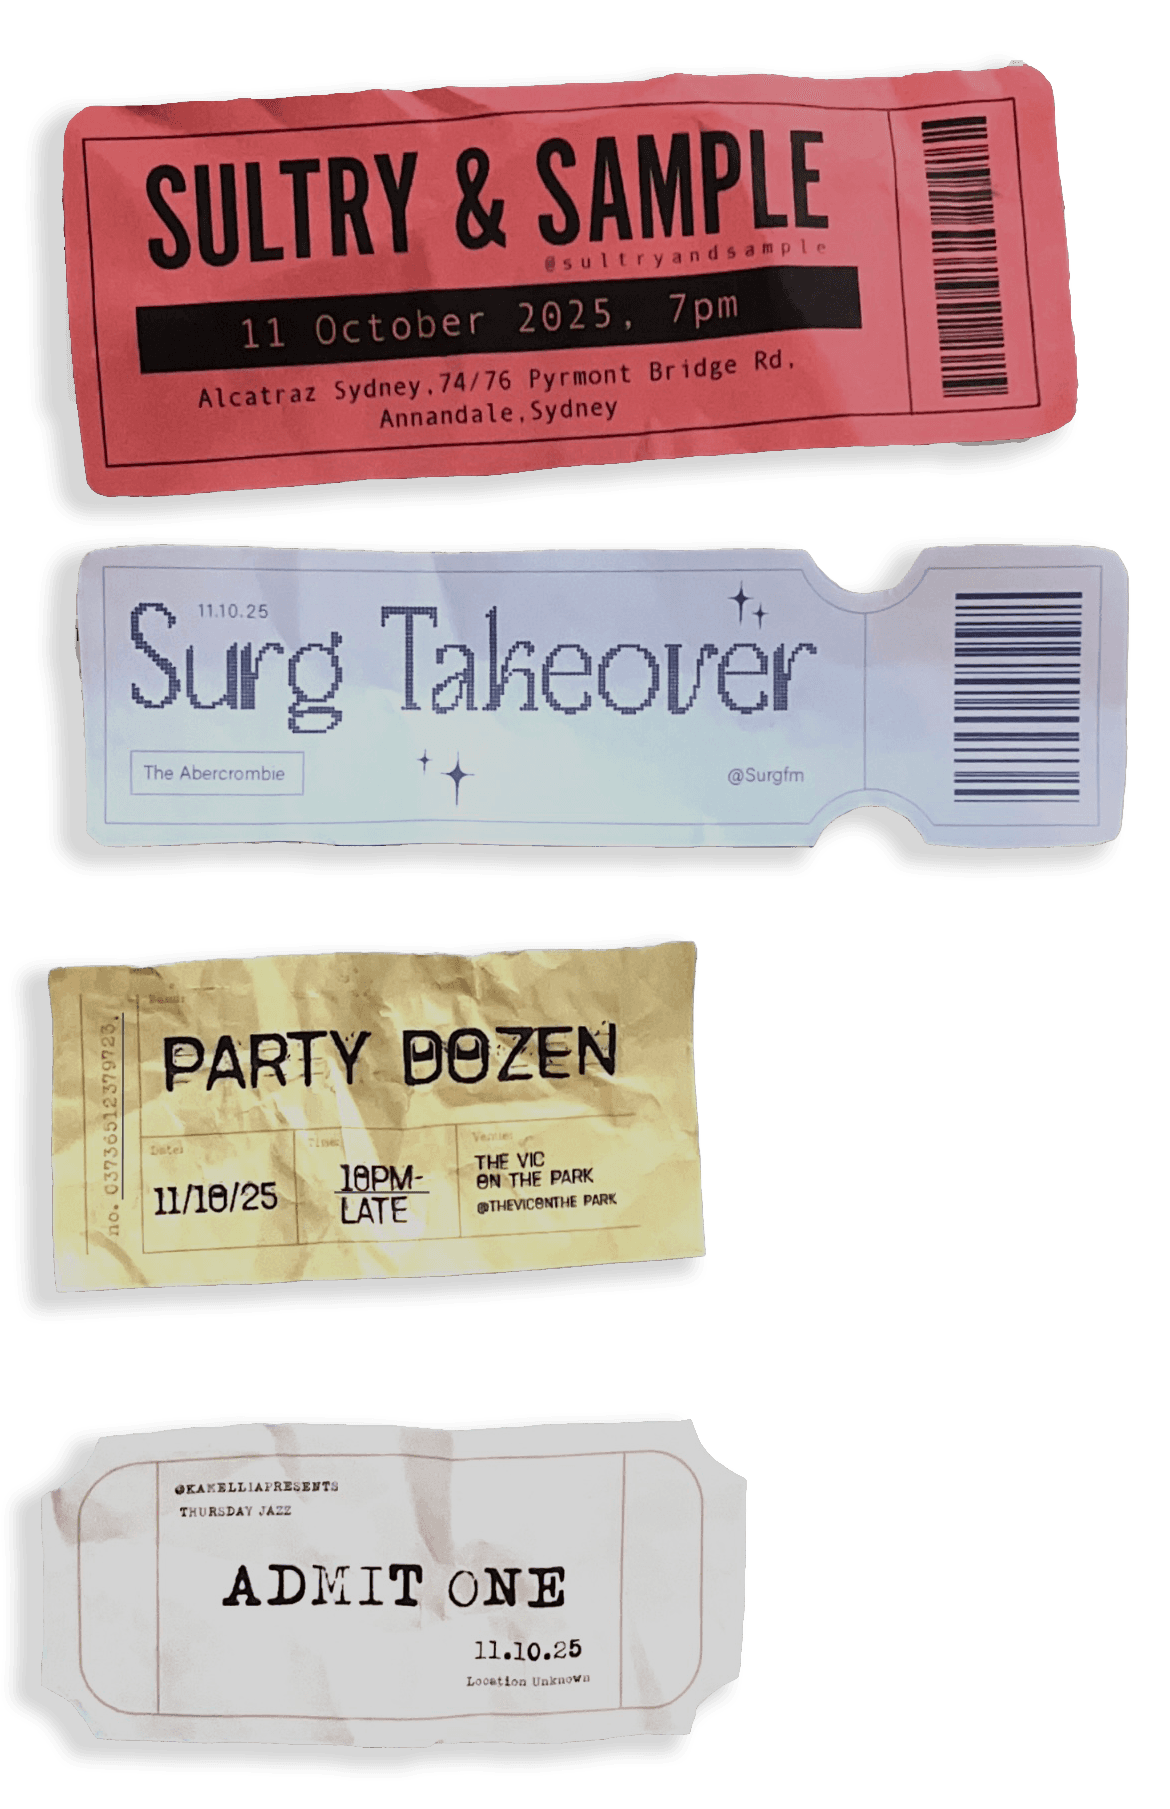 SULTRY & SAMPLE
@sultryandsample
11 October 2025, 7pm
Alcatraz Sydney,74/76 Pyrmont Bridge Rd,
Annandale,Sydney
11.10.25
Surg Takeover
The Abercrombie
@Surgfm
no. 03736512379723.
PARTY DOZEN
Date:
11/10/25
Time:
10PM-
LATE
Venue:
THE VIC
ON THE PARK
@THEVICONTHE PARK
@KAKELLIAPRESENTS
THURSDAY JAZZ
ADMIT ONE
11.10.25
Location Unknown